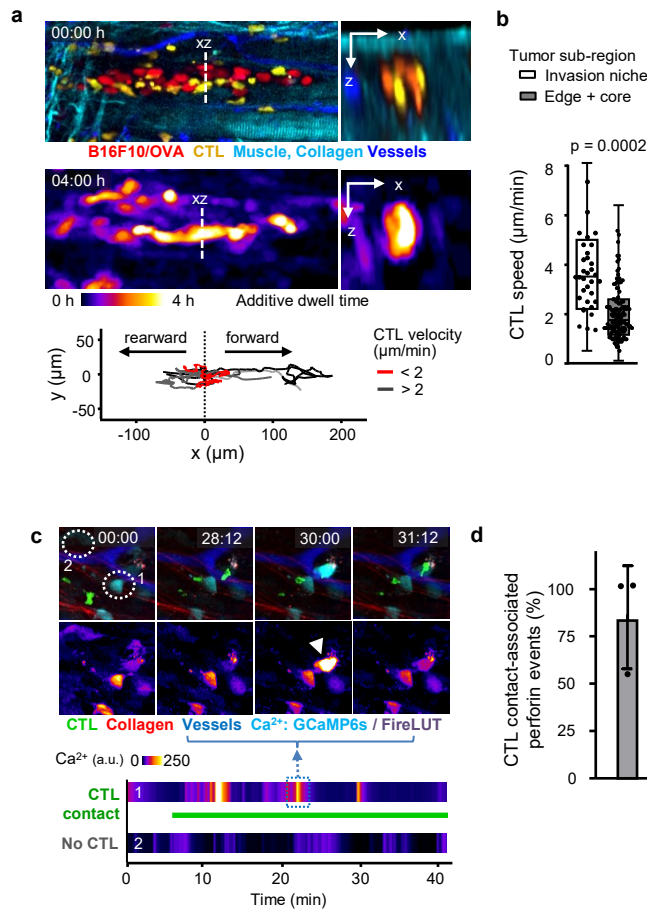 a
00:00 h
xz
x
z
B16F10/OVA CTL Muscle, Collagen Vessels
04:00 h
xz
x
z
0 h 4 h Additive dwell time
rearward forward
CTL velocity
(µm/min)
< 2
> 2
y (µm)
50
0
-50
-100 0 100 200
x (µm)
b
Tumor sub-region
Invasion niche
Edge + core
p = 0.0002
CTL speed (µm/min)
8
6
4
2
0
c
00:00 28:12 30:00 31:12
2
1
CTL Collagen Vessels Ca²⁺: GCaMP6s / FireLUT
Ca²⁺ (a.u.) 0 250
CTL
contact
1
No CTL 2
0 10 20 30 40
Time (min)
d
CTL contact-associated
perforin events (%)
100
75
50
25
0